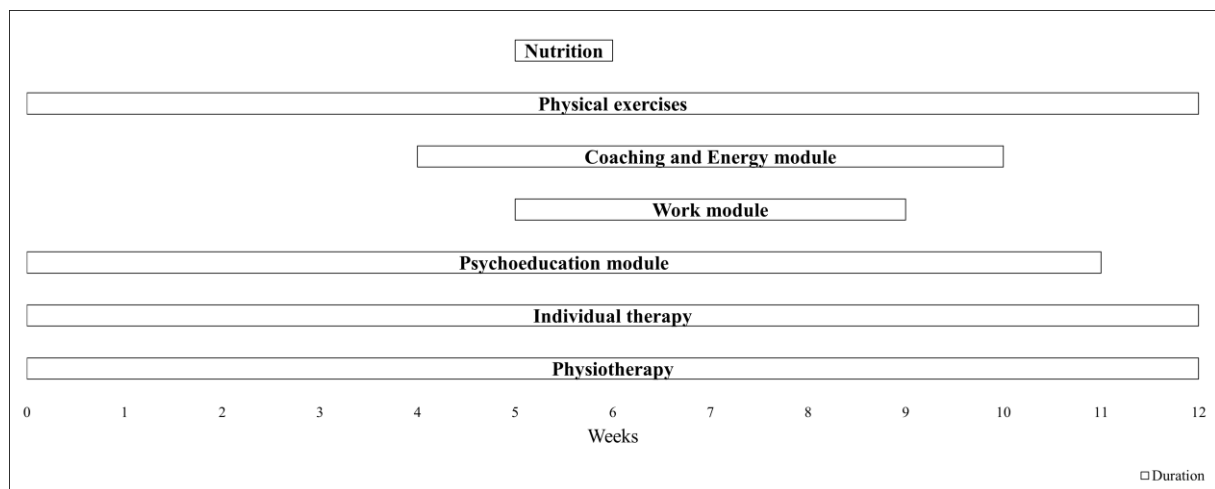 Nutrition
Physical exercises
Coaching and Energy module
Work module
Psychoeducation module
Individual therapy
Physiotherapy
0 1 2 3 4 5 6 7 8 9 10 11 12
Weeks
Duration